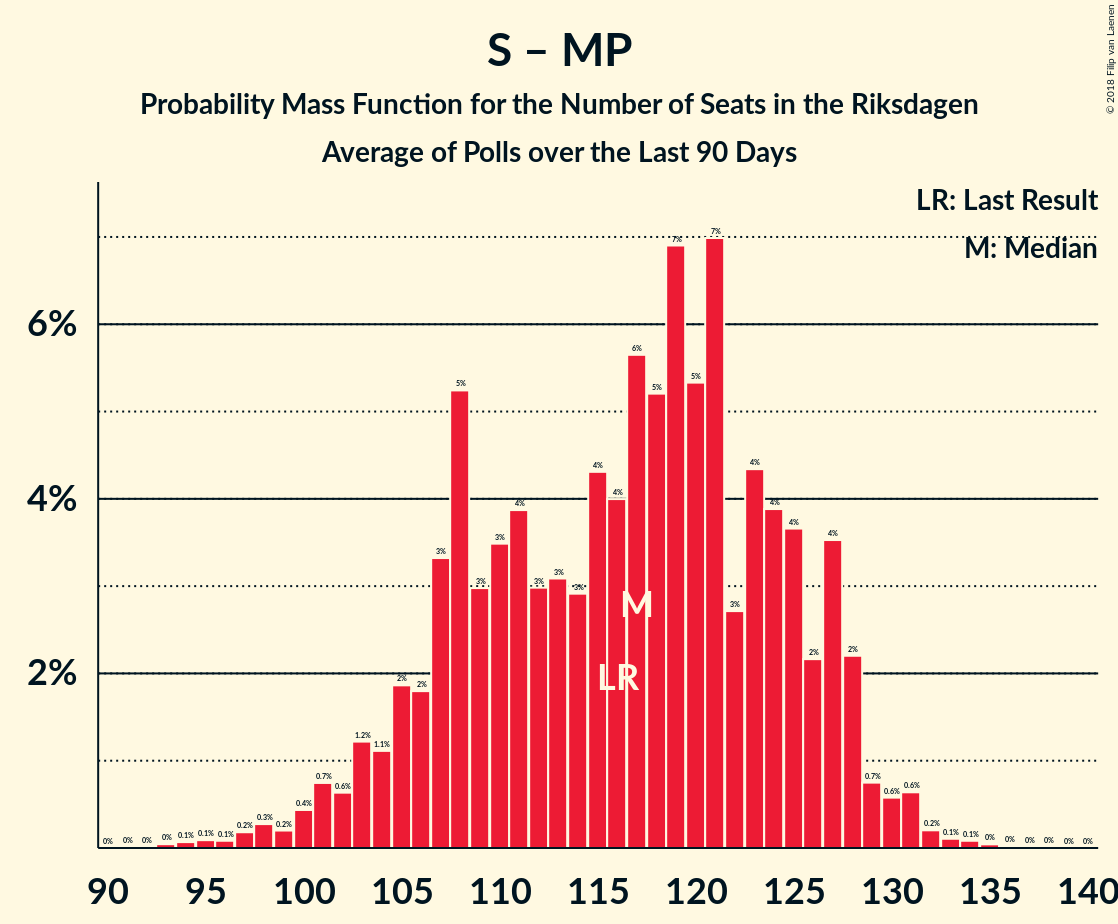 S – MP
Probability Mass Function for the Number of Seats in the Riksdagen
Average of Polls over the Last 90 Days
© 2018 Filip van Laenen
LR: Last Result
M: Median
6%
4%
2%
0% 0% 0% 0% 0.1% 0.1% 0.1% 0.2% 0.3% 0.2% 0.4% 0.7% 0.6% 1.2% 1.1% 2% 2% 3% 5% 3% 3% 4% 3% 3% 3% 4% 4% 6% 5% 7% 5% 7% 3% 4% 4% 4% 2% 4% 2% 0.7% 0.6% 0.6% 0.2% 0.1% 0.1% 0% 0% 0% 0% 0% 0%
M
LR
90 95 100 105 110 115 120 125 130 135 140